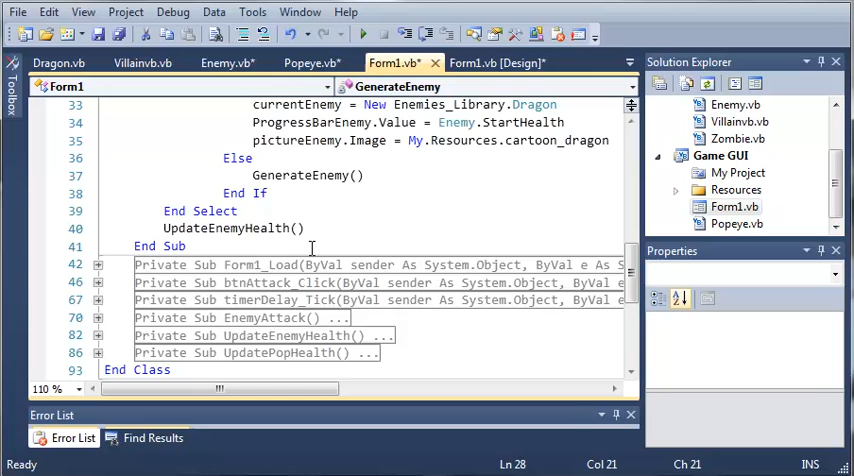 File Edit View Project Debug Data Tools Window Help
Dragon.vb Villainvb.vb Enemy.vb* Popeye.vb* Form1.vb* Form1.vb [Design]*
Toolbox
Form1 GenerateEnemy
33 currentEnemy = New Enemies_Library.Dragon
34 ProgressBarEnemy.Value = Enemy.StartHealth
35 pictureEnemy.Image = My.Resources.cartoon_dragon
36 Else
37 GenerateEnemy()
38 End If
39 End Select
40 UpdateEnemyHealth()
41 End Sub
42 Private Sub Form1_Load(ByVal sender As System.Object, ByVal e As S
46 Private Sub btnAttack_Click(ByVal sender As System.Object, ByVal
67 Private Sub timerDelay_Tick(ByVal sender As System.Object, ByVal e
70 Private Sub EnemyAttack() ...
82 Private Sub UpdateEnemyHealth() ...
86 Private Sub UpdatePopHealth() ...
93 End Class
110 %
Solution Explorer
Enemy.vb
Villainvb.vb
Zombie.vb
Game GUI
My Project
Resources
Form1.vb
Popeye.vb
Properties
Error List
Error List Find Results
Ready Ln 28 Col 21 Ch 21 INS